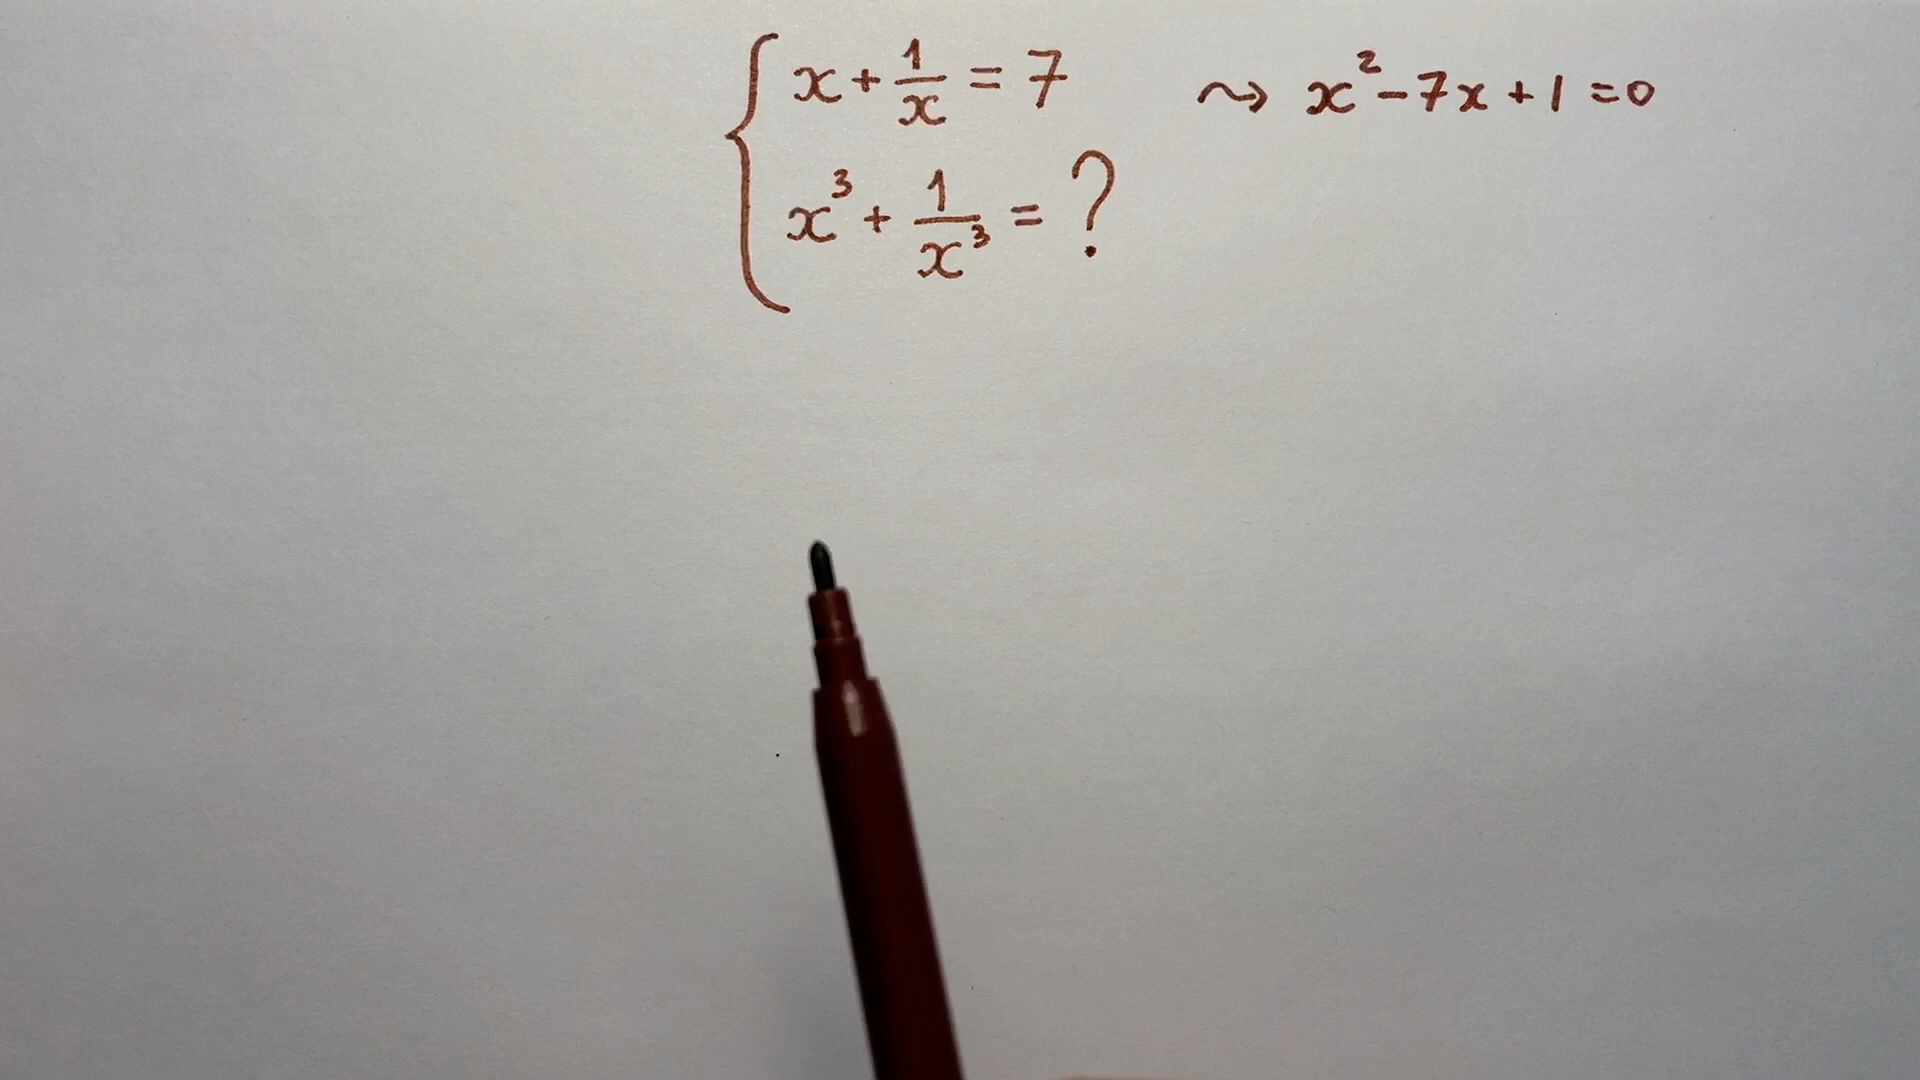 x + 1/x = 7 ⇝ x² - 7x + 1 = 0
x³ + 1/x³ = ?